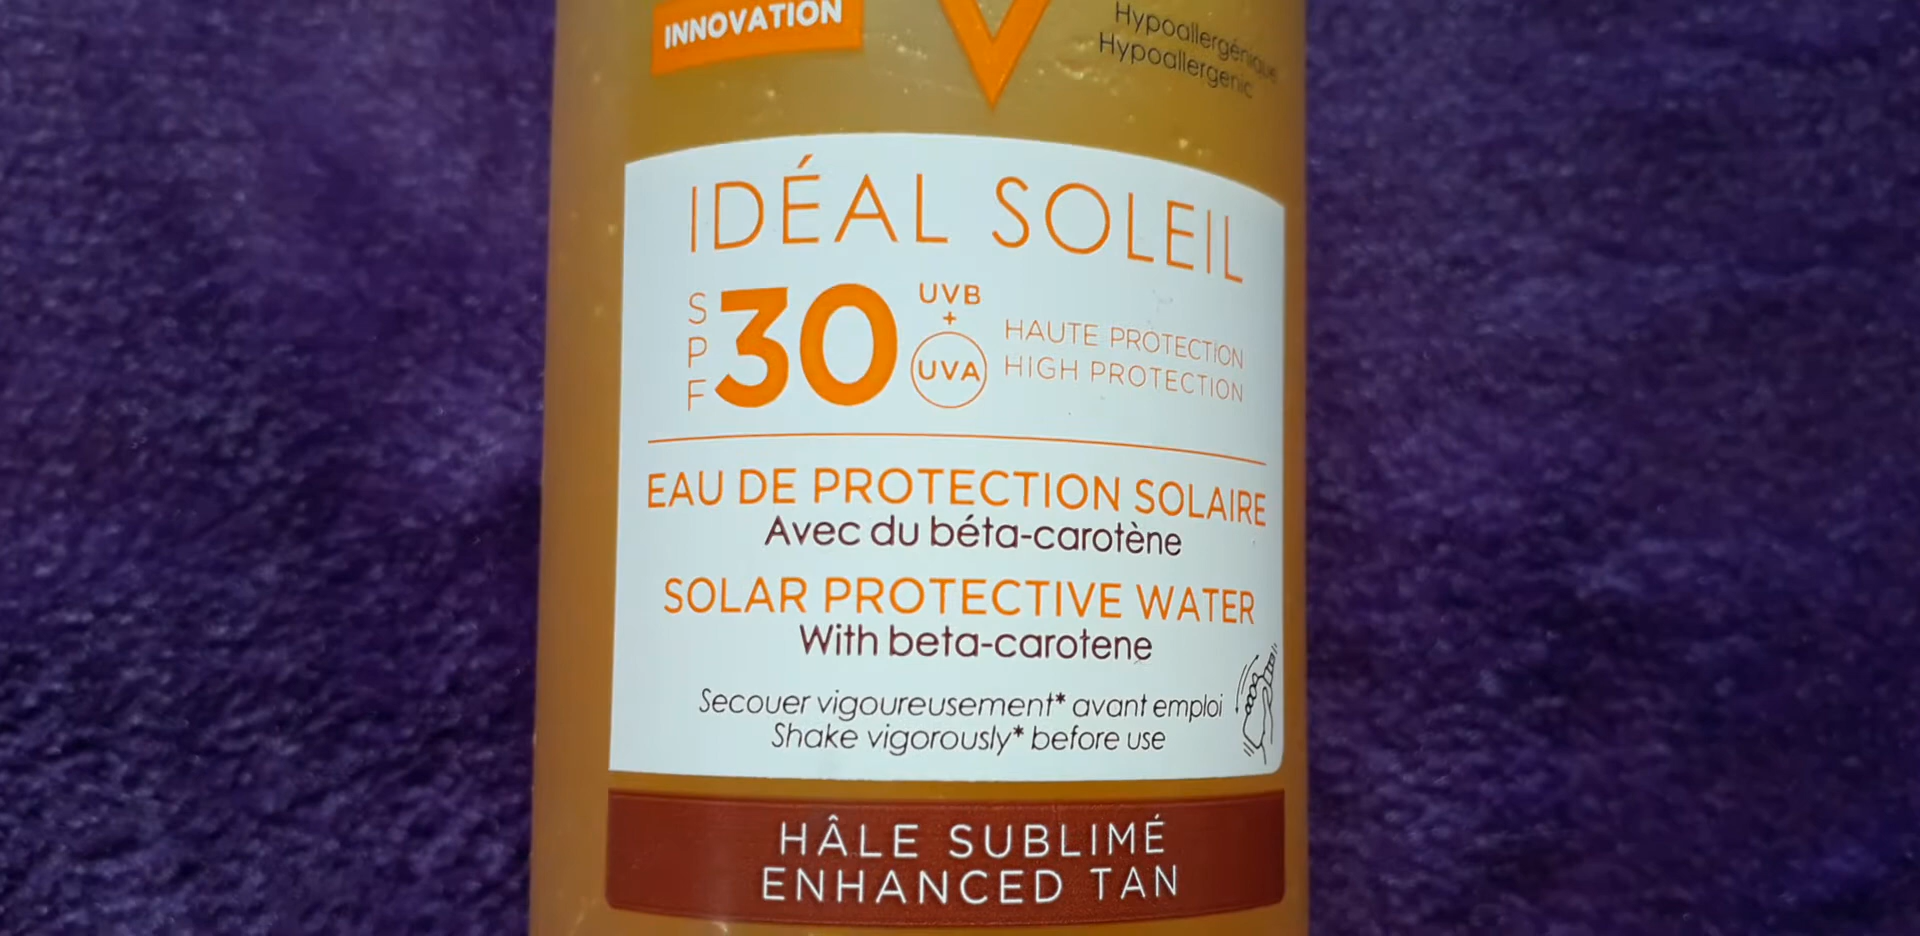 INNOVATION
Hypoallergénique
Hypoallergenic
IDÉAL SOLEIL
SPF 30 UVB + UVA
HAUTE PROTECTION
HIGH PROTECTION
EAU DE PROTECTION SOLAIRE
Avec du béta-carotène
SOLAR PROTECTIVE WATER
With beta-carotene
Secouer vigoureusement* avant emploi
Shake vigorously* before use
HÂLE SUBLIMÉ
ENHANCED TAN